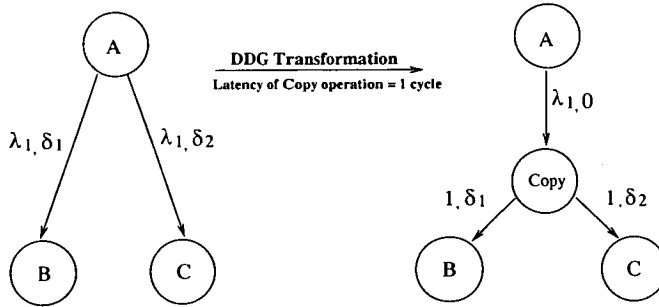 A
DDG Transformation
Latency of Copy operation = 1 cycle
A
λ1, δ1
λ1, δ2
λ1, 0
Copy
1, δ1
1, δ2
B
C
B
C